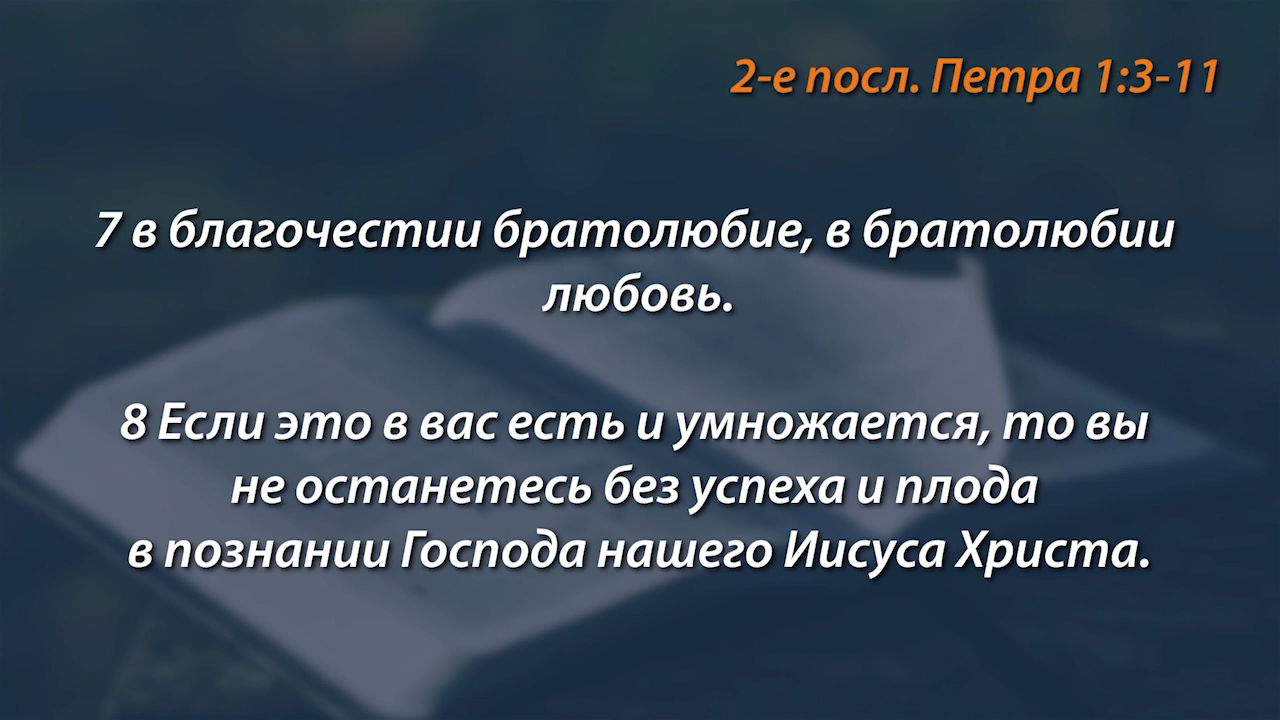 2-е посл. Петра 1:3-11
7 в благочестии братолюбие, в братолюбии
любовь.
8 Если это в вас есть и умножается, то вы
не останетесь без успеха и плода
в познании Господа нашего Иисуса Христа.